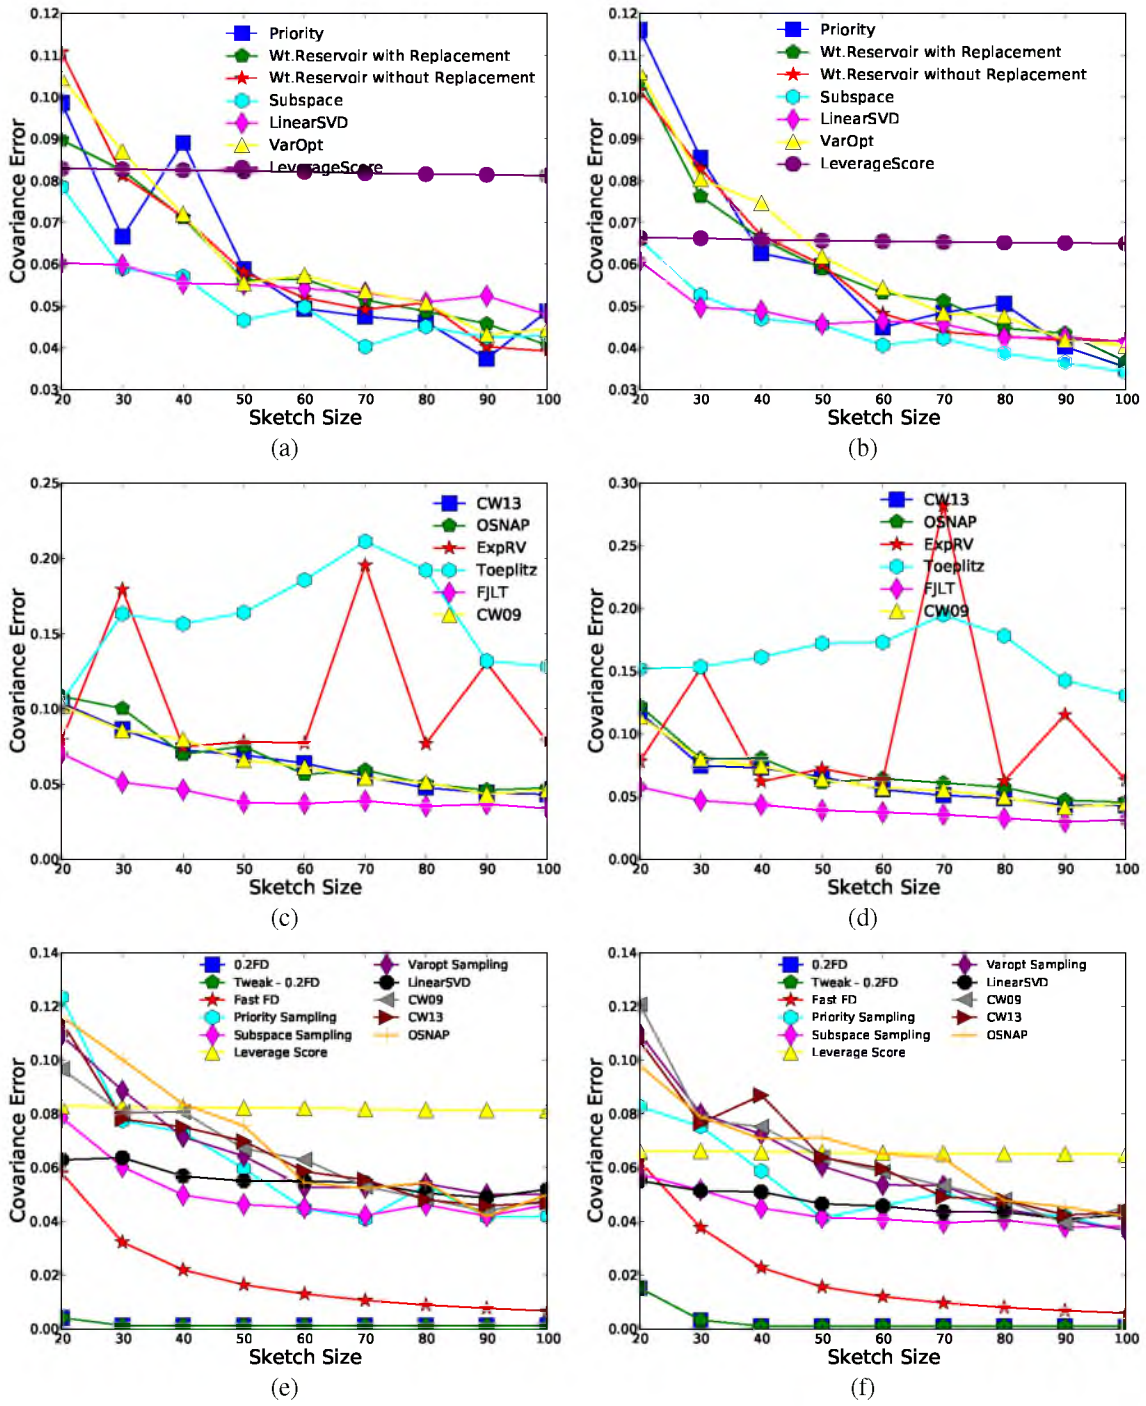 0.12
0.11
0.10
0.09
0.08
0.07
0.06
0.05
0.04
0.03
Covariance Error
Priority
Wt.Reservoir with Replacement
Wt.Reservoir without Replacement
Subspace
LinearSVD
VarOpt
LeverageScore
20 30 40 50 60 70 80 90 100
Sketch Size
(a)
0.12
0.11
0.10
0.09
0.08
0.07
0.06
0.05
0.04
0.03
Covariance Error
Priority
Wt.Reservoir with Replacement
Wt.Reservoir without Replacement
Subspace
LinearSVD
VarOpt
LeverageScore
20 30 40 50 60 70 80 90 100
Sketch Size
(b)
0.25
0.20
0.15
0.10
0.05
0.00
Covariance Error
CW13
OSNAP
ExpRV
Toeplitz
FJLT
CW09
20 30 40 50 60 70 80 90 100
Sketch Size
(c)
0.30
0.25
0.20
0.15
0.10
0.05
0.00
Covariance Error
CW13
OSNAP
ExpRV
Toeplitz
FJLT
CW09
20 30 40 50 60 70 80 90 100
Sketch Size
(d)
0.14
0.12
0.10
0.08
0.06
0.04
0.02
0.00
Covariance Error
0.2FD
Tweak - 0.2FD
Fast FD
Priority Sampling
Subspace Sampling
Leverage Score
Varopt Sampling
LinearSVD
CW09
CW13
OSNAP
20 30 40 50 60 70 80 90 100
Sketch Size
(e)
0.14
0.12
0.10
0.08
0.06
0.04
0.02
0.00
Covariance Error
0.2FD
Tweak - 0.2FD
Fast FD
Priority Sampling
Subspace Sampling
Leverage Score
Varopt Sampling
LinearSVD
CW09
CW13
OSNAP
20 30 40 50 60 70 80 90 100
Sketch Size
(f)